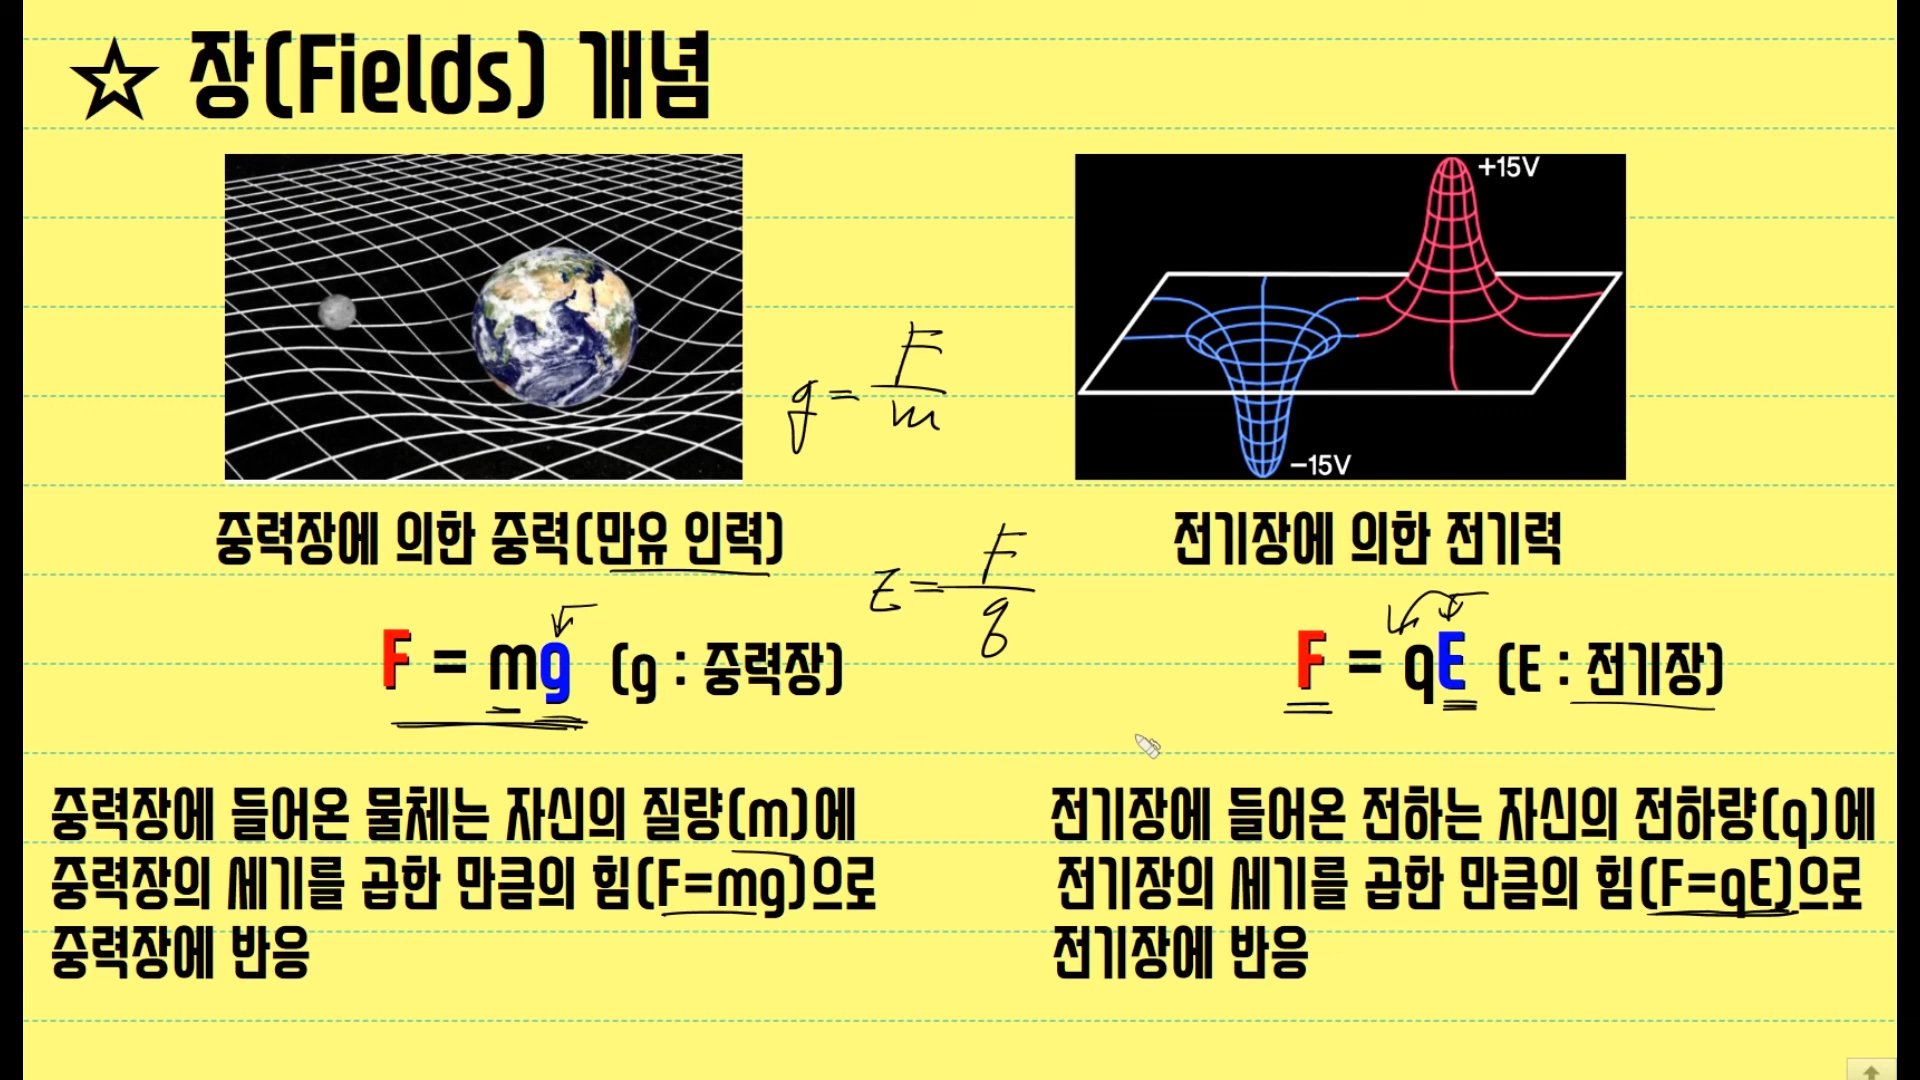 ☆ 장(Fields) 개념
+15V
-15V
g = F/m
중력장에 의한 중력(만유 인력)
전기장에 의한 전기력
E = F/q
F = mg (g : 중력장)
F = qE (E : 전기장)
중력장에 들어온 물체는 자신의 질량(m)에
중력장의 세기를 곱한 만큼의 힘(F=mg)으로
중력장에 반응
전기장에 들어온 전하는 자신의 전하량(q)에
전기장의 세기를 곱한 만큼의 힘(F=qE)으로
전기장에 반응